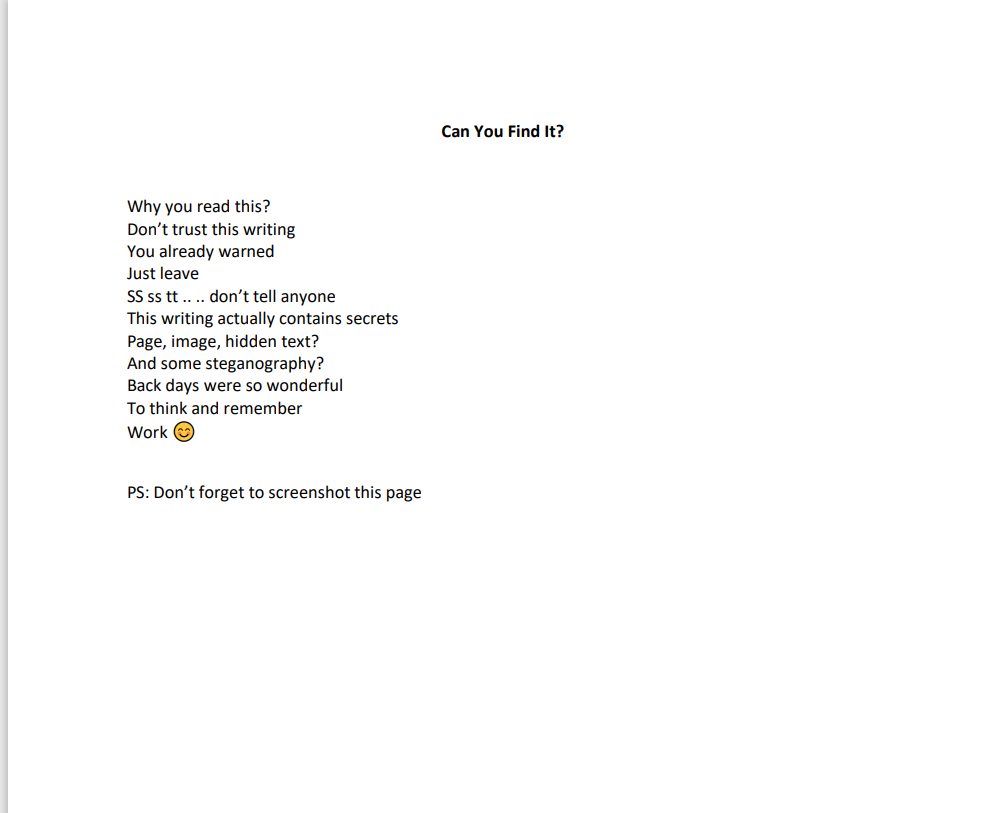 Can You Find It?
Why you read this?
Don’t trust this writing
You already warned
Just leave
SS ss tt .. .. don’t tell anyone
This writing actually contains secrets
Page, image, hidden text?
And some steganography?
Back days were so wonderful
To think and remember
Work 😊
PS: Don’t forget to screenshot this page